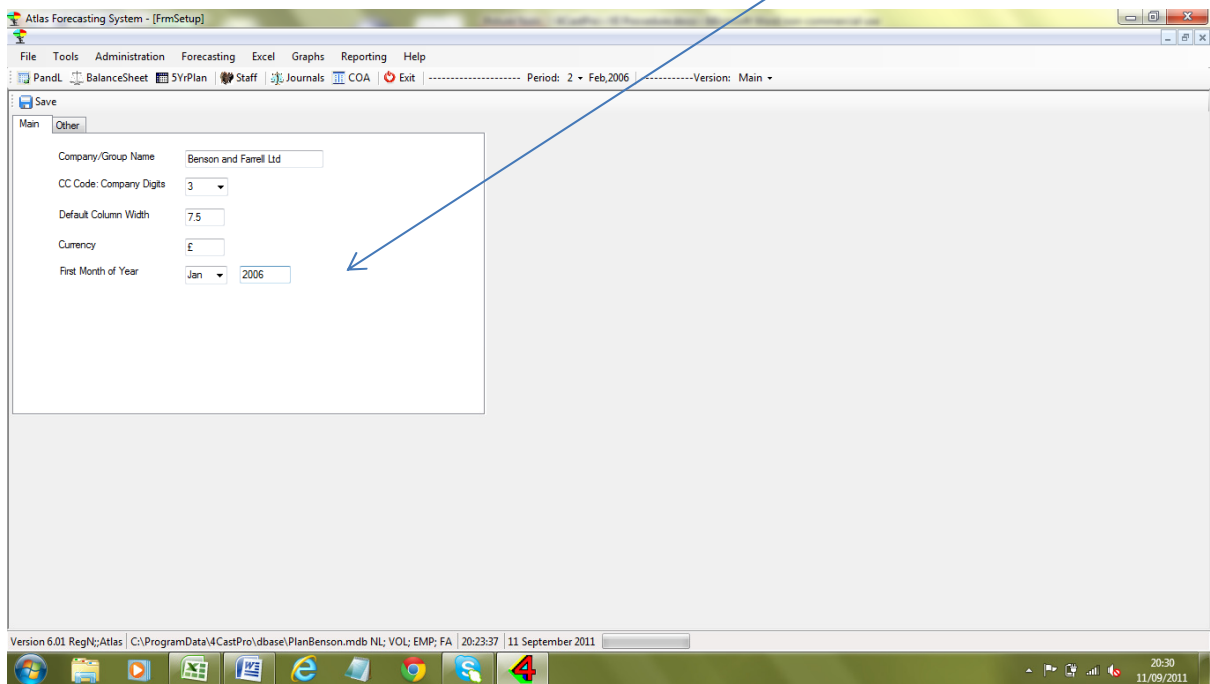 Atlas Forecasting System - [FrmSetup]
File Tools Administration Forecasting Excel Graphs Reporting Help
PandL BalanceSheet 5YrPlan Staff Journals COA Exit --------------------- Period: 2 Feb,2006 ------------Version: Main
Save
Main Other
Company/Group Name Benson and Farrell Ltd
CC Code: Company Digits 3
Default Column Width 7.5
Currency £
First Month of Year Jan 2006
Version 6.01 RegN;;Atlas C:\ProgramData\4CastPro\dbase\PlanBenson.mdb NL; VOL; EMP; FA 20:23:37 11 September 2011
20:30
11/09/2011